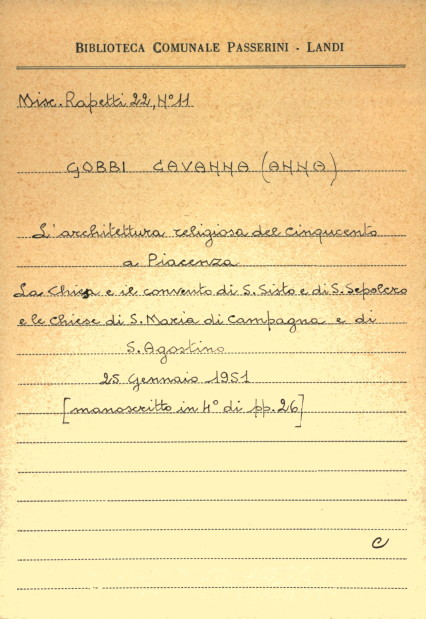 BIBLIOTECA COMUNALE PASSERINI - LANDI
Misc. Rapetti 22, N° 11
GOBBI CAVANNA (ANNA)
L'architettura religiosa del Cinquecento
a Piacenza
La Chiesa e il convento di S. Sisto e di S. Sepolcro
e le Chiese di S. Maria di Campagna e di
S. Agostino
25 Gennaio 1951
[manoscritto in 4° di pp. 26]
C